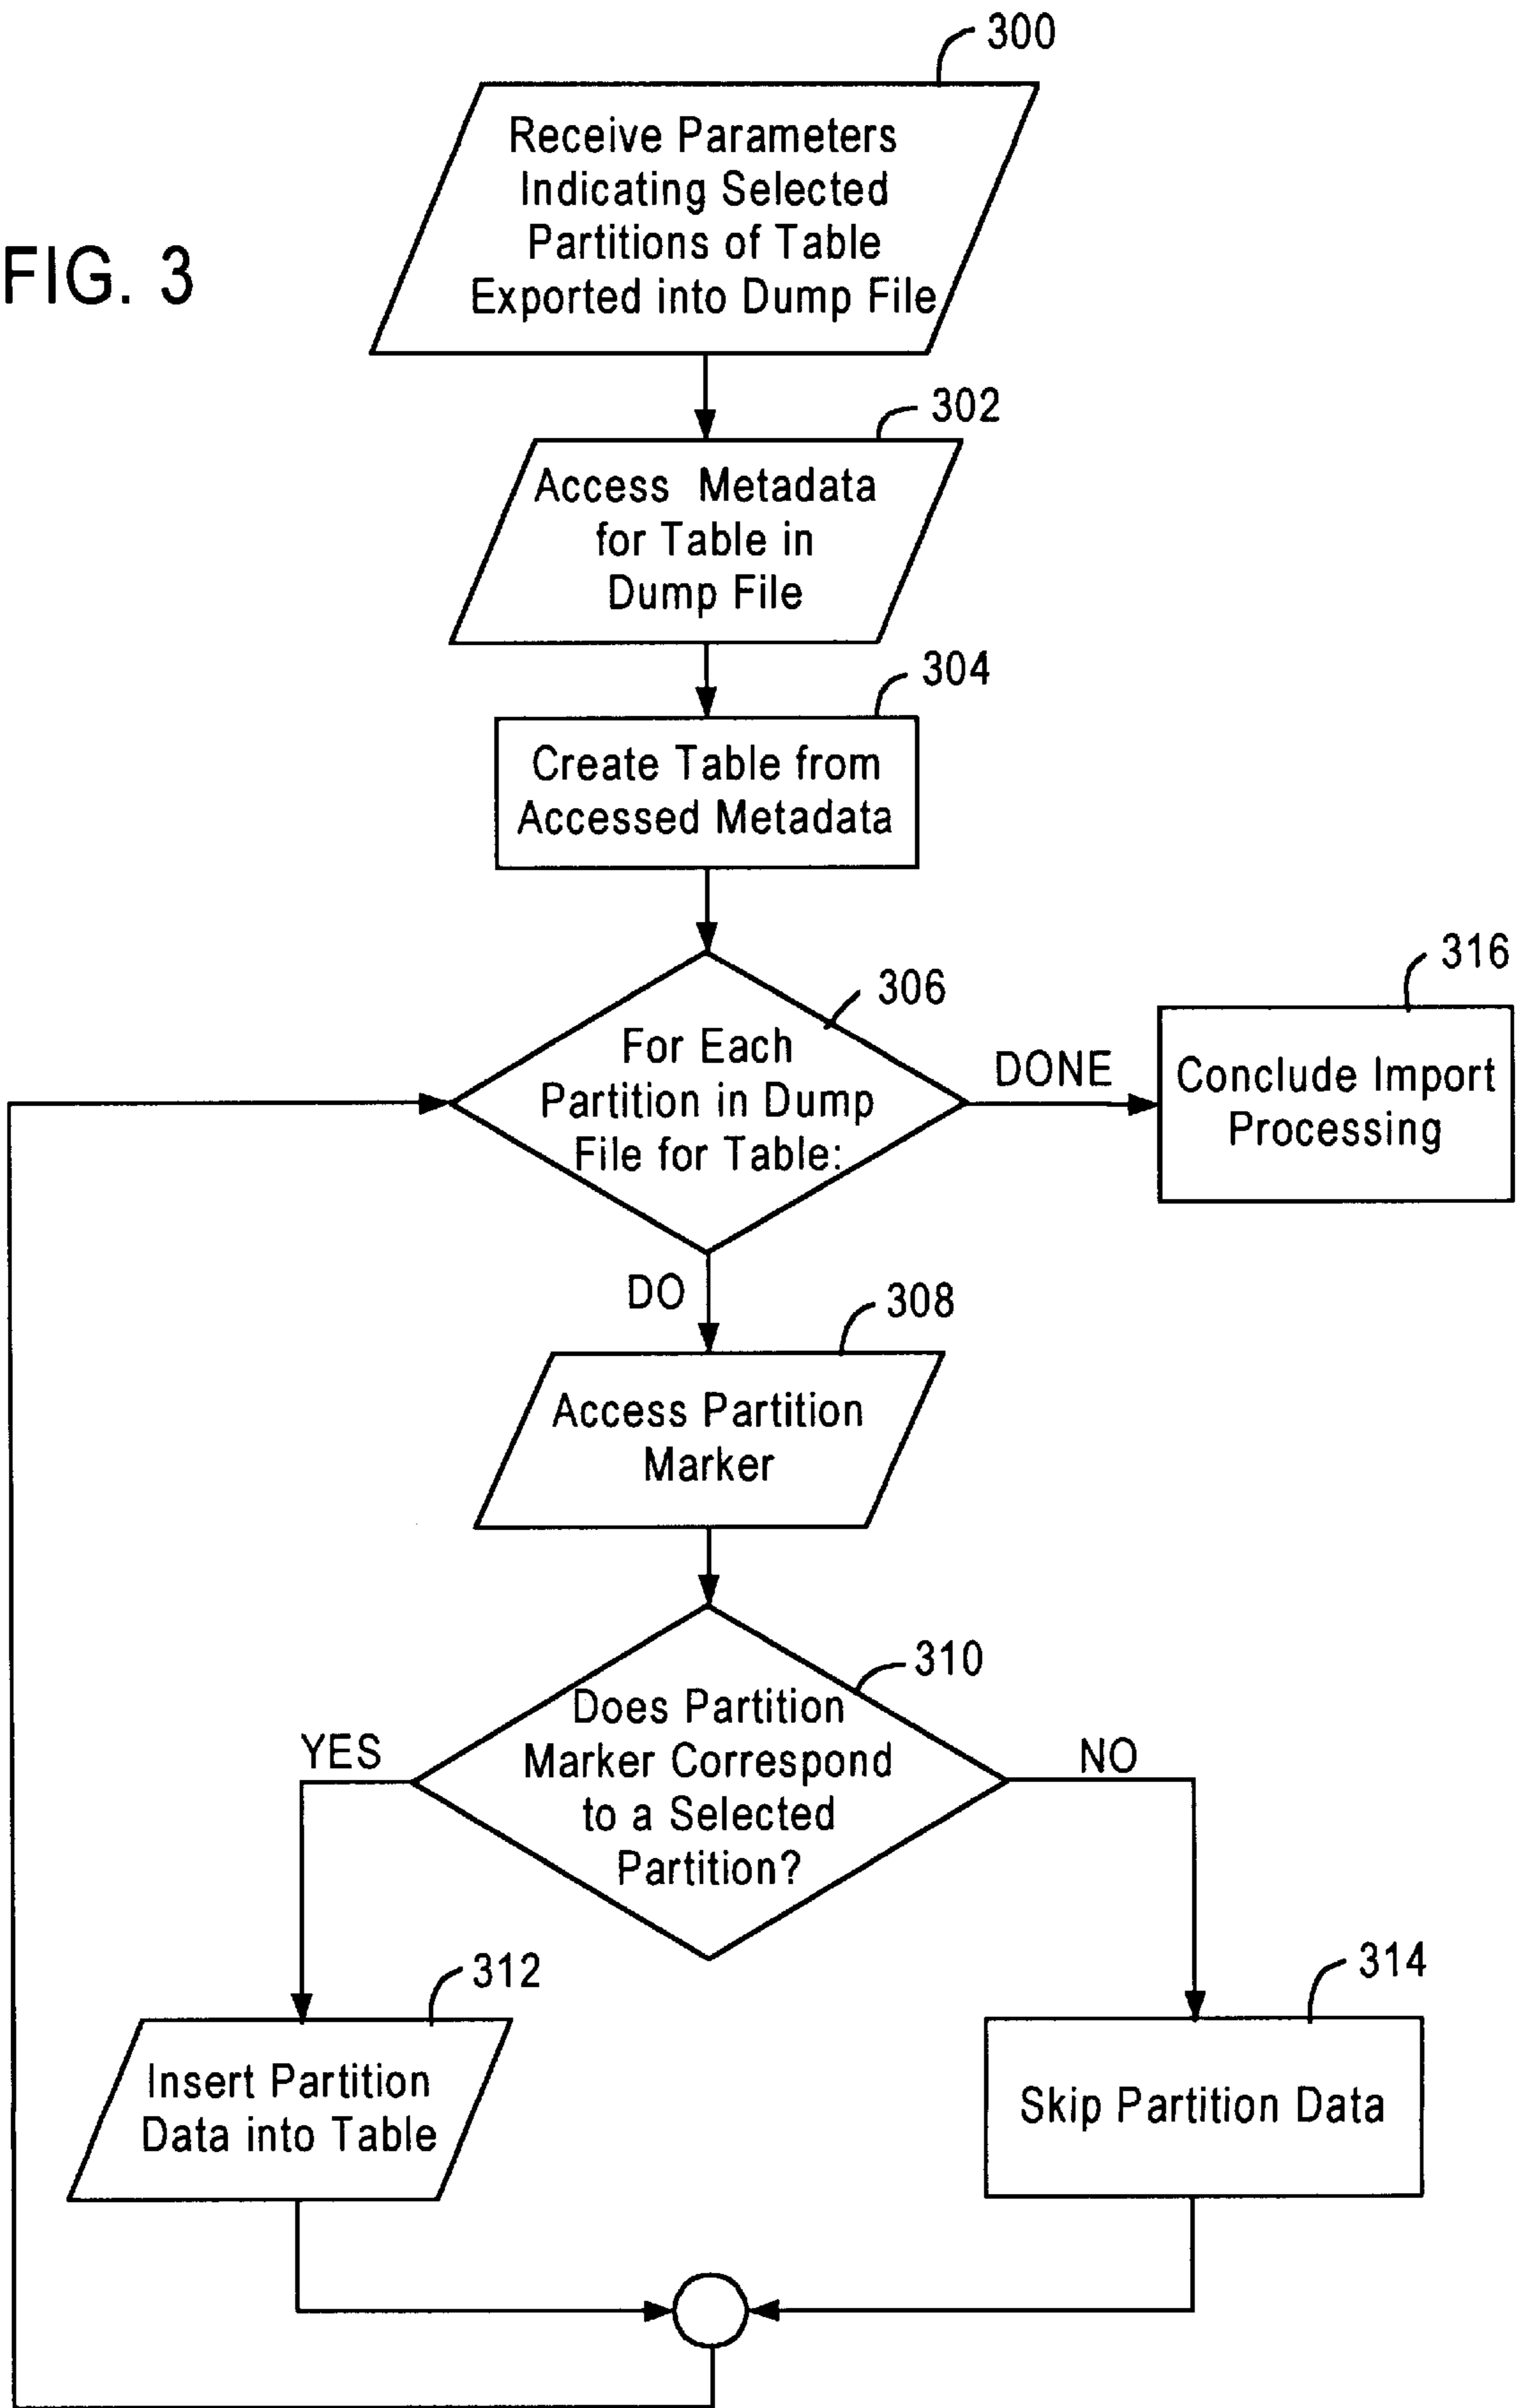 300
Receive Parameters
Indicating Selected
Partitions of Table
Exported into Dump File
FIG. 3
302
Access Metadata
for Table in
Dump File
304
Create Table from
Accessed Metadata
306
For Each
Partition in Dump
File for Table:
DONE
316
Conclude Import
Processing
DO
308
Access Partition
Marker
310
Does Partition
Marker Correspond
to a Selected
Partition?
YES
NO
312
Insert Partition
Data into Table
314
Skip Partition Data